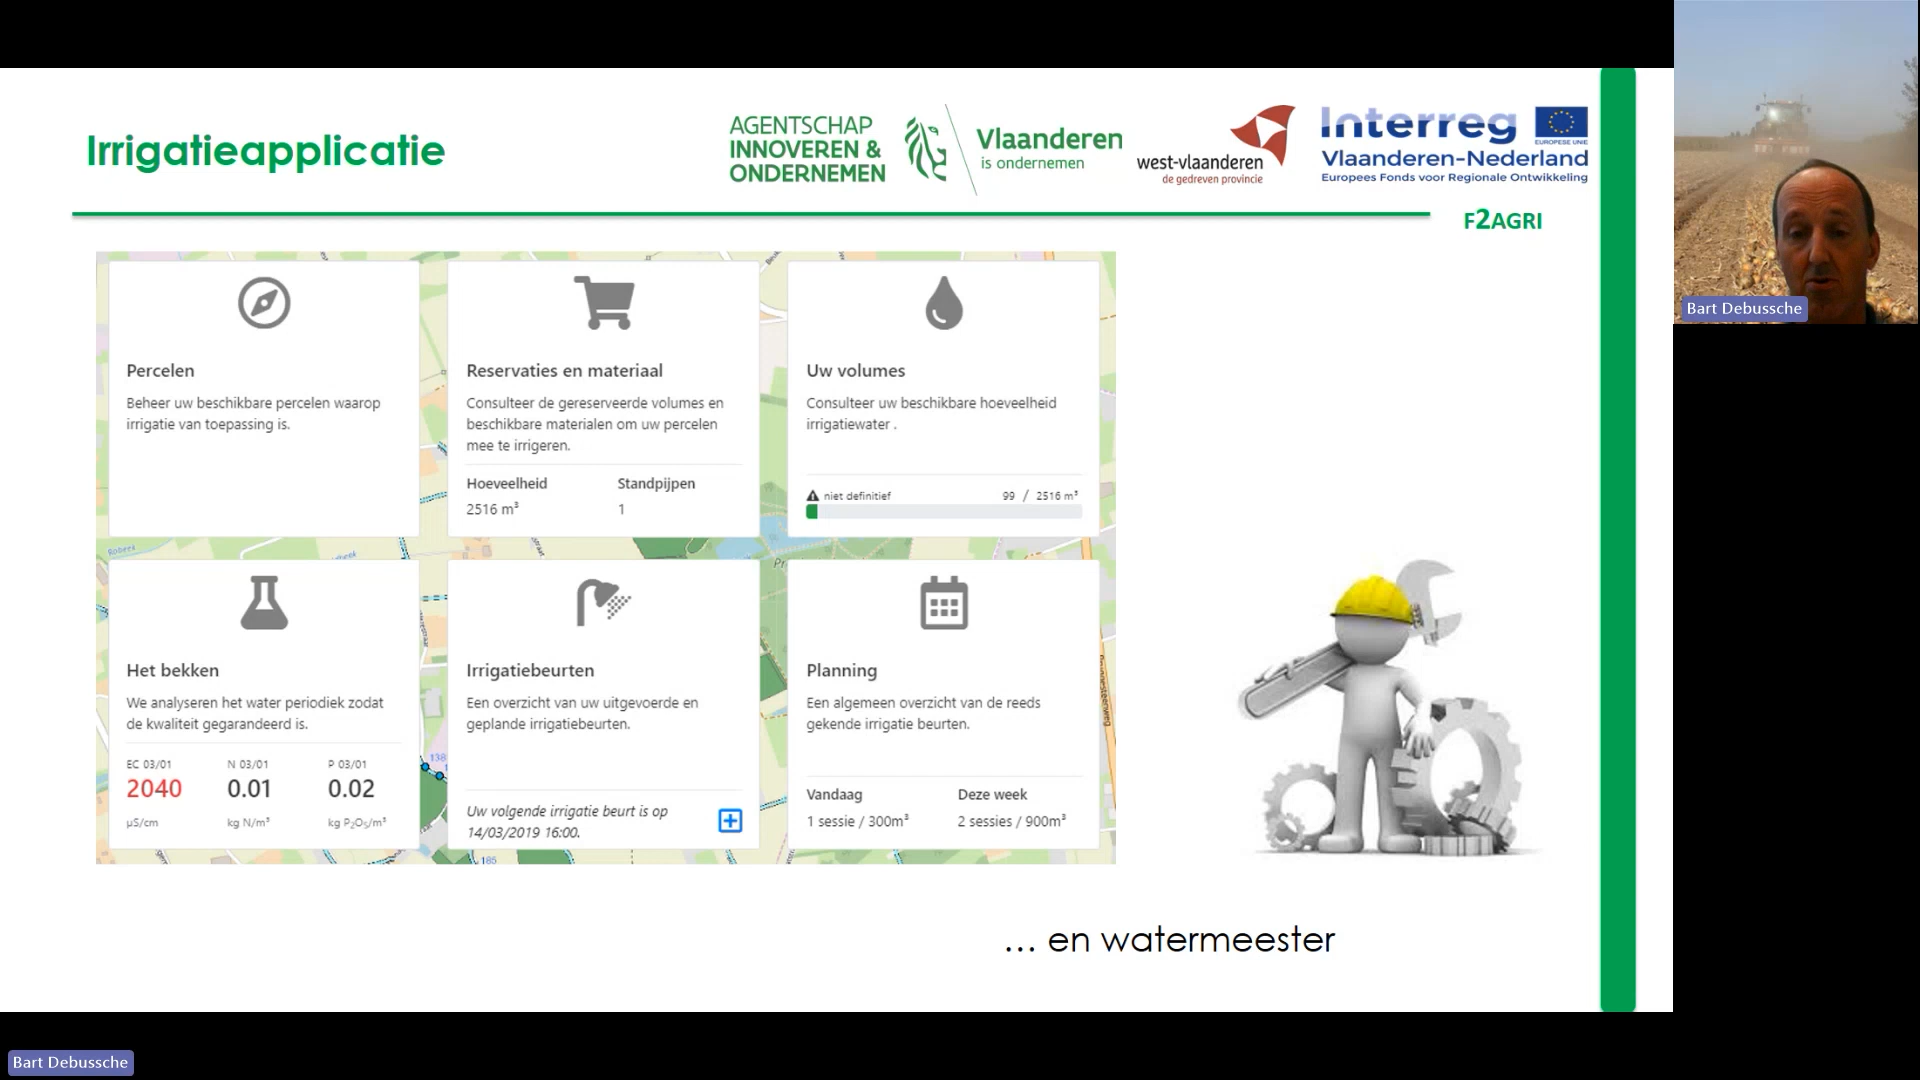 Irrigatieapplicatie
AGENTSCHAP
INNOVEREN &
ONDERNEMEN
Vlaanderen
is ondernemen
west-vlaanderen
de gedreven provincie
Interreg
EUROPESE UNIE
Vlaanderen-Nederland
Europees Fonds voor Regionale Ontwikkeling
F2AGRI
Percelen
Beheer uw beschikbare percelen waarop
irrigatie van toepassing is.
Reservaties en materiaal
Consulteer de gereserveerde volumes en
beschikbare materialen om uw percelen
mee te irrigeren.
Hoeveelheid
Standpijpen
2516 m³
1
Uw volumes
Consulteer uw beschikbare hoeveelheid
irrigatiewater .
niet definitief
99 / 2516 m³
Het bekken
We analyseren het water periodiek zodat
de kwaliteit gegarandeerd is.
EC 03/01
N 03/01
P 03/01
2040
0.01
0.02
µS/cm
kg N/m³
kg P₂O₅/m³
Irrigatiebeurten
Een overzicht van uw uitgevoerde en
geplande irrigatiebeurten.
Uw volgende irrigatie beurt is op
14/03/2019 16:00.
Planning
Een algemeen overzicht van de reeds
gekende irrigatie beurten.
Vandaag
Deze week
1 sessie / 300m³
2 sessies / 900m³
138
185
... en watermeester
Bart Debussche
Bart Debussche